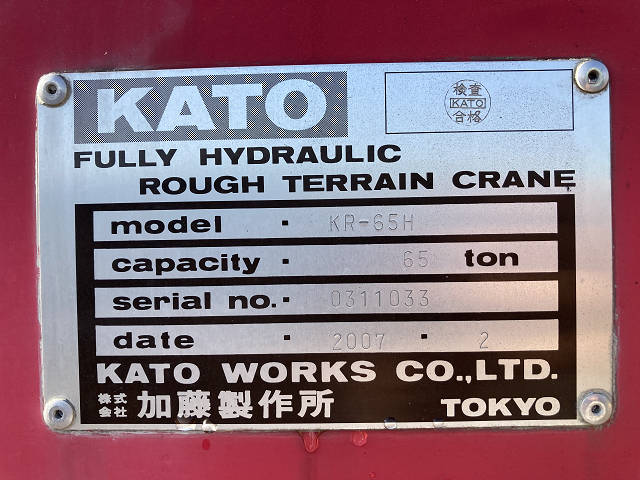 KATO
検査
KATO
合格
FULLY HYDRAULIC
ROUGH TERRAIN CRANE
model · KR-65H
capacity · 65 ton
serial no. · 0311033
date · 2007 · 2
KATO WORKS CO.,LTD.
株式会社 加藤製作所 TOKYO